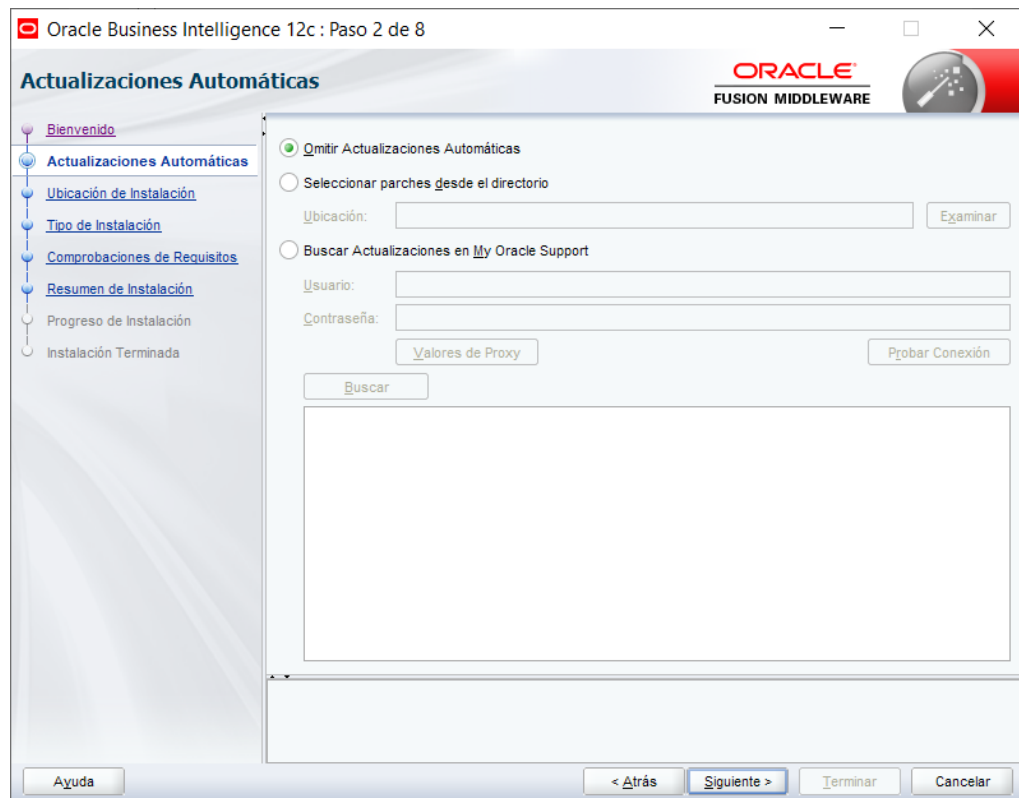 Oracle Business Intelligence 12c : Paso 2 de 8
Actualizaciones Automáticas
ORACLE
FUSION MIDDLEWARE
Bienvenido
Actualizaciones Automáticas
Ubicación de Instalación
Tipo de Instalación
Comprobaciones de Requisitos
Resumen de Instalación
Progreso de Instalación
Instalación Terminada
Omitir Actualizaciones Automáticas
Seleccionar parches desde el directorio
Ubicación:
Examinar
Buscar Actualizaciones en My Oracle Support
Usuario:
Contraseña:
Valores de Proxy
Probar Conexión
Buscar
Ayuda
< Atrás
Siguiente >
Terminar
Cancelar